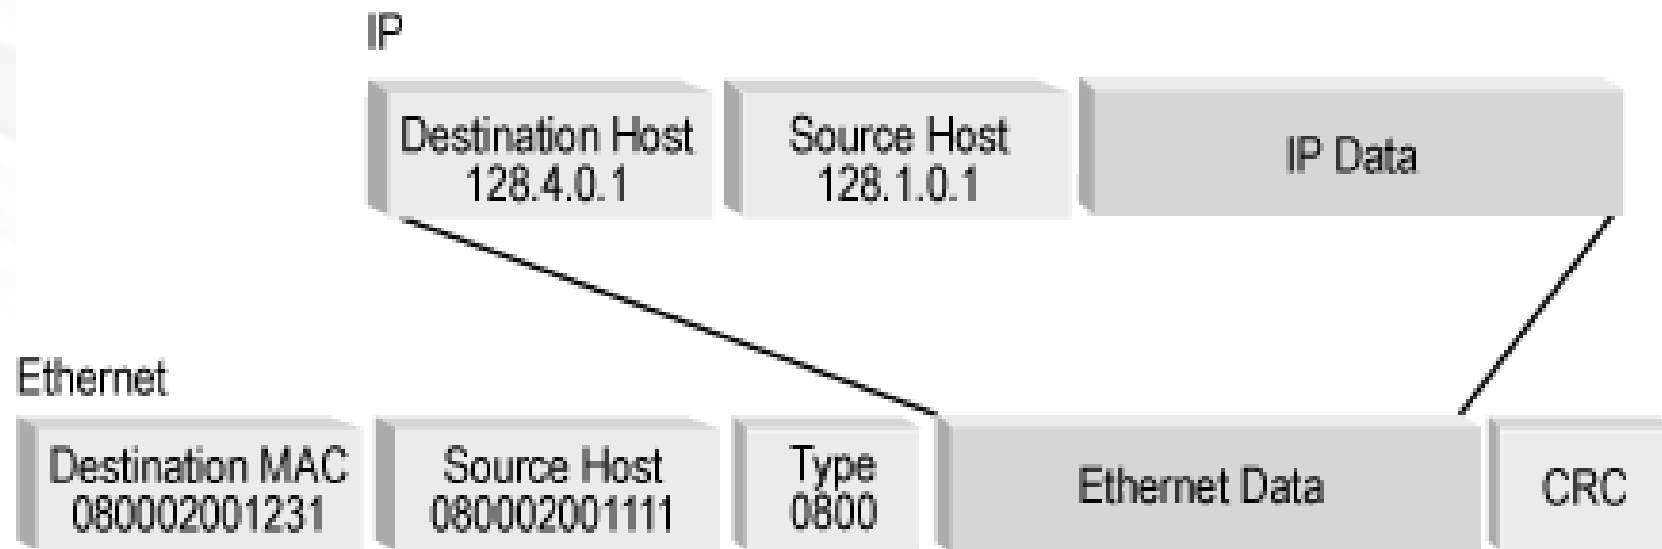 IP
Destination Host
128.4.0.1
Source Host
128.1.0.1
IP Data
Ethernet
Destination MAC
080002001231
Source Host
080002001111
Type
0800
Ethernet Data
CRC